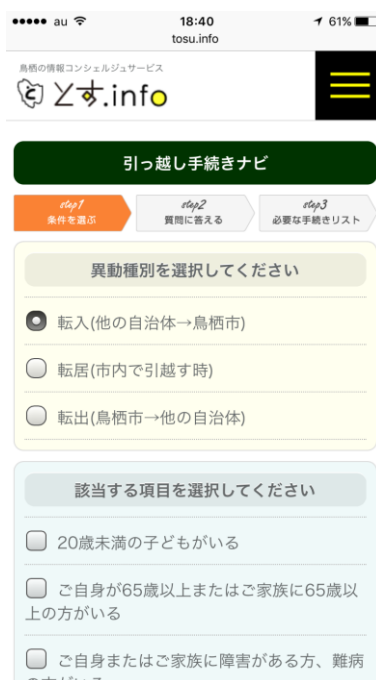 au
18:40
61%
tosu.info
鳥栖の情報コンシェルジュサービス
とす.info
引っ越し手続きナビ
step1
条件を選ぶ
step2
質問に答える
step3
必要な手続きリスト
異動種別を選択してください
転入(他の自治体→鳥栖市)
転居(市内で引越す時)
転出(鳥栖市→他の自治体)
該当する項目を選択してください
20歳未満の子どもがいる
ご自身が65歳以上またはご家族に65歳以
上の方がいる
ご自身またはご家族に障害がある方、難病